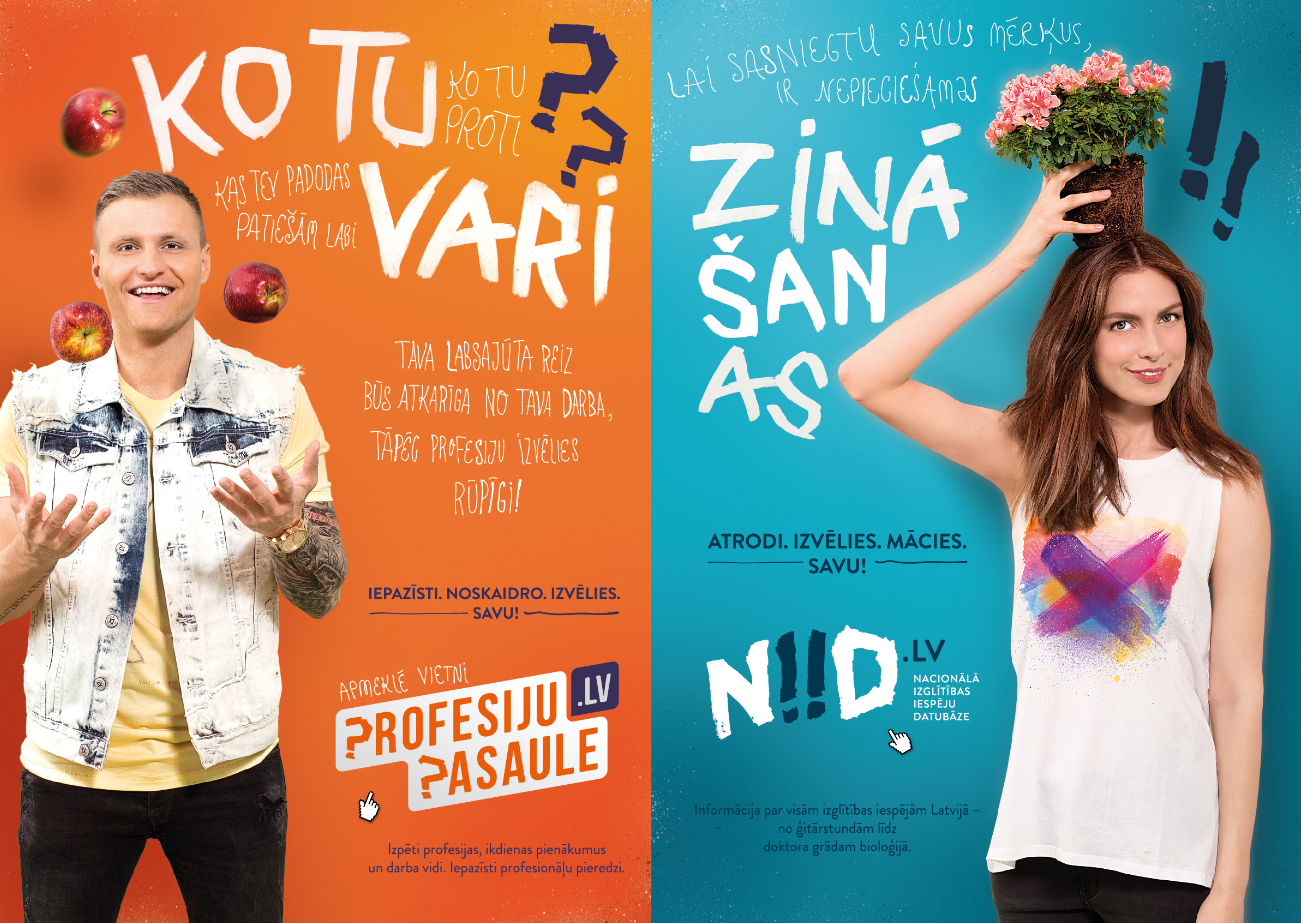 KO TU
KO TU
PROTI
??
KAS TEV PADODAS
PATIEŠĀM LABI
VARI
TAVA LABSAJŪTA REIZ
BŪS ATKARĪGA NO TAVA DARBA,
TĀPĒC PROFESIJU IZVĒLIES
RŪPĪGI!
IEPAZĪSTI. NOSKAIDRO. IZVĒLIES.
SAVU!
APMEKLĒ VIETNI
?ROFESIJU.LV
?ASAULE
Izpēti profesijas, ikdienas pienākumus
un darba vidi. Iepazīsti profesionāļu pieredzi.
LAI SASNIEGTU SAVUS MĒRĶUS,
IR NEPIECIEŠAMAS
!!
ZINĀ
ŠAN
AS
ATRODI. IZVĒLIES. MĀCIES.
SAVU!
N!!D.LV
NACIONĀLĀ
IZGLĪTĪBAS
IESPĒJU
DATUBĀZE
Informācija par visām izglītības iespējām Latvijā –
no ģitārstundām līdz
doktora grādam bioloģijā.